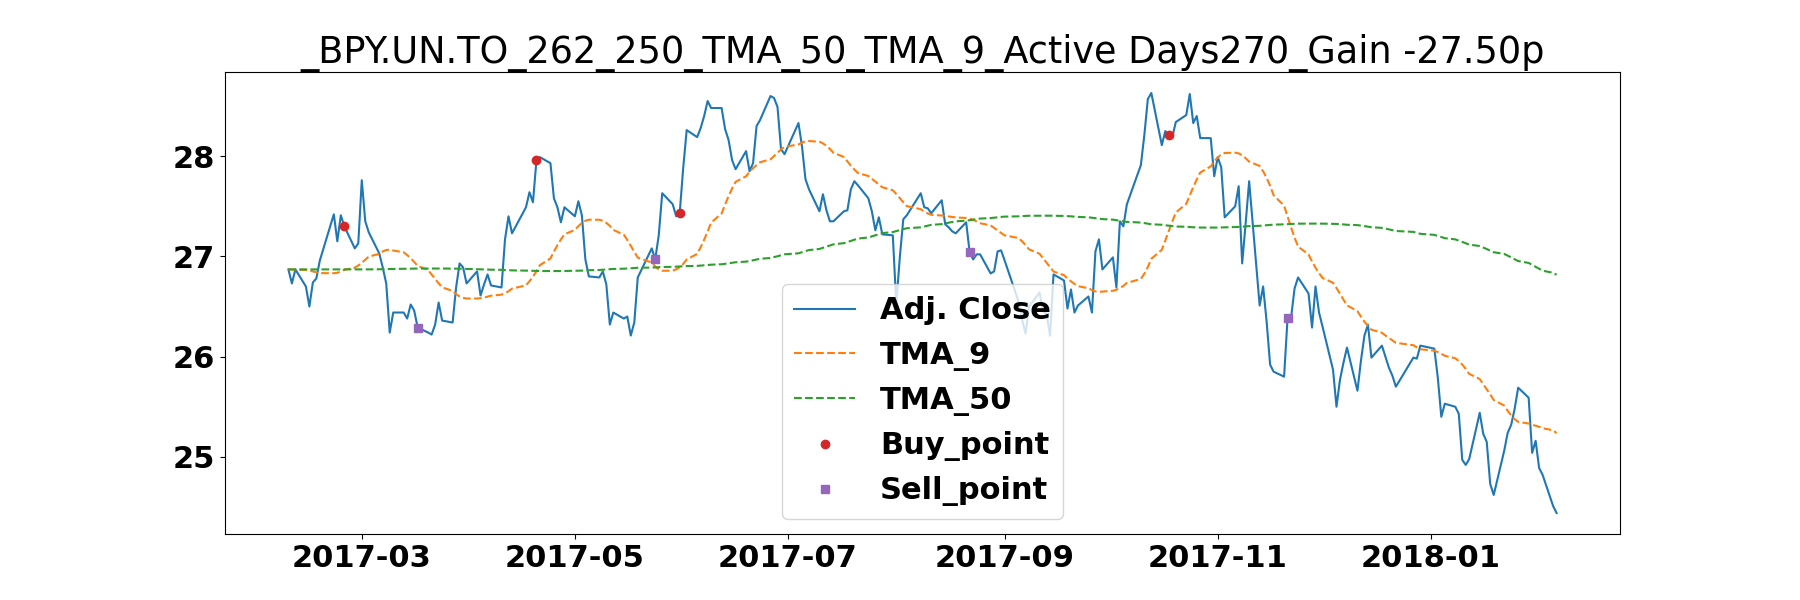 _BPY.UN.TO_262_250_TMA_50_TMA_9_Active Days270_Gain -27.50p
28
27
26
25
Adj. Close
TMA_9
TMA_50
Buy_point
Sell_point
2017-03 2017-05 2017-07 2017-09 2017-11 2018-01